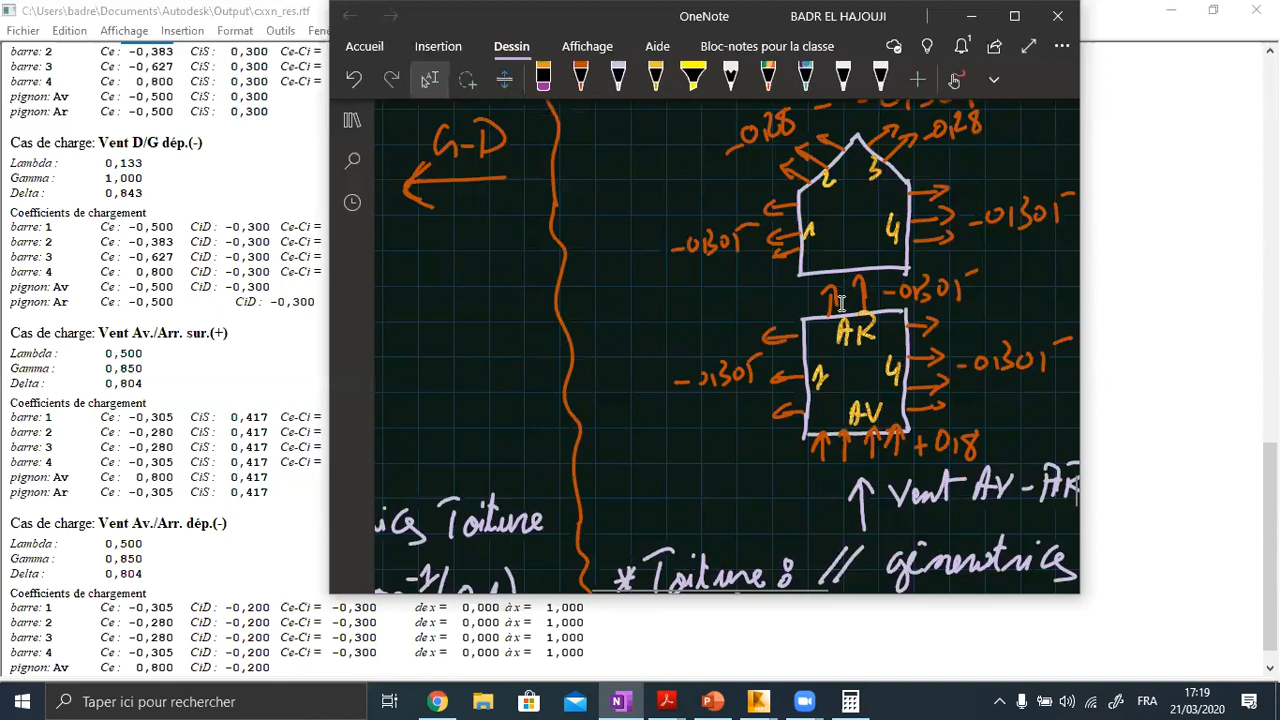 C:\Users\badre\Documents\Autodesk\Output\cxxn_res.rtf
Fichier Edition Affichage Insertion Format Outils Fenê
barre: 2 Ce : -0,383 CiS : 0,300 Ce-Ci =
barre: 3 Ce : -0,627 CiS : 0,300 Ce-Ci =
barre: 4 Ce : 0,800 CiS : 0,300 Ce-Ci =
pignon: Av Ce : -0,500 CiS : 0,300
pignon: Ar Ce : -0,500 CiS : 0,300
Cas de charge: Vent D/G dép.(-)
Lambda : 0,133
Gamma : 1,000
Delta : 0,843
Coefficients de chargement
barre: 1 Ce : -0,500 CiD : -0,300 Ce-Ci =
barre: 2 Ce : -0,383 CiD : -0,300 Ce-Ci =
barre: 3 Ce : -0,627 CiD : -0,300 Ce-Ci =
barre: 4 Ce : 0,800 CiD : -0,300 Ce-Ci =
pignon: Av Ce : -0,500 CiD : -0,300
pignon: Ar Ce : -0,500 CiD : -0,300
Cas de charge: Vent Av./Arr. sur.(+)
Lambda : 0,500
Gamma : 0,850
Delta : 0,804
Coefficients de chargement
barre: 1 Ce : -0,305 CiS : 0,417 Ce-Ci =
barre: 2 Ce : -0,280 CiS : 0,417 Ce-Ci =
barre: 3 Ce : -0,280 CiS : 0,417 Ce-Ci =
barre: 4 Ce : -0,305 CiS : 0,417 Ce-Ci =
pignon: Av Ce : 0,800 CiS : 0,417
pignon: Ar Ce : -0,305 CiS : 0,417
Cas de charge: Vent Av./Arr. dép.(-)
Lambda : 0,500
Gamma : 0,850
Delta : 0,804
Coefficients de chargement
barre: 1 Ce : -0,305 CiD : -0,200 Ce-Ci = -0,300 de x = 0,000 à x = 1,000
barre: 2 Ce : -0,280 CiD : -0,200 Ce-Ci = -0,300 de x = 0,000 à x = 1,000
barre: 3 Ce : -0,280 CiD : -0,200 Ce-Ci = -0,300 de x = 0,000 à x = 1,000
barre: 4 Ce : -0,305 CiD : -0,200 Ce-Ci = -0,300 de x = 0,000 à x = 1,000
pignon: Av Ce : 0,800 CiD : -0,200
OneNote BADR EL HAJOUJI
Accueil Insertion Dessin Affichage Aide Bloc-notes pour la classe
G-D
-0,28 -0,28
2 3
-0,305 1 4 -0,305
-0,305
AR
-0,305 1 4 -0,305
AV
+0,8
Vent AV-AR
Toiture
* Toiture : // génératrices
Taper ici pour rechercher
FRA
17:19
21/03/2020